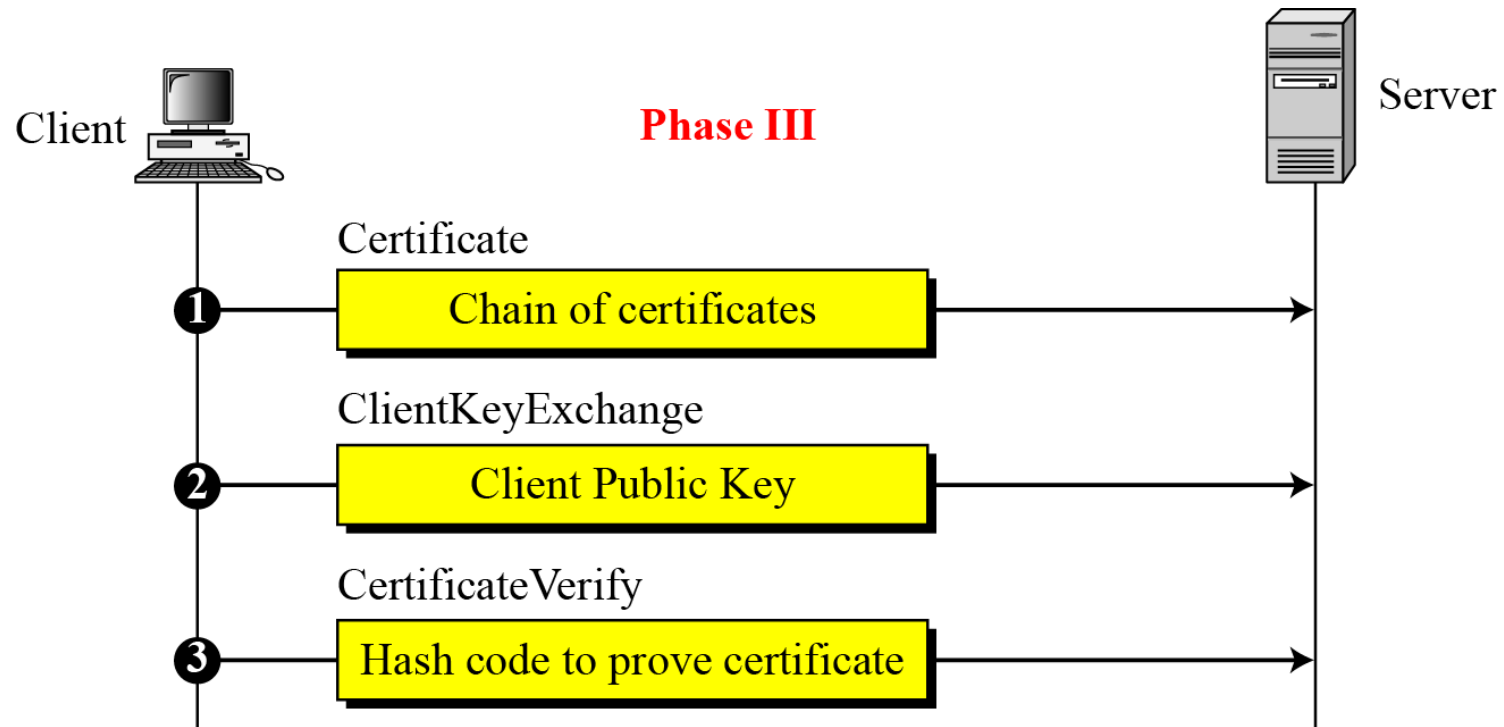 Client
Phase III
Server
Certificate
1
Chain of certificates
ClientKeyExchange
2
Client Public Key
CertificateVerify
3
Hash code to prove certificate